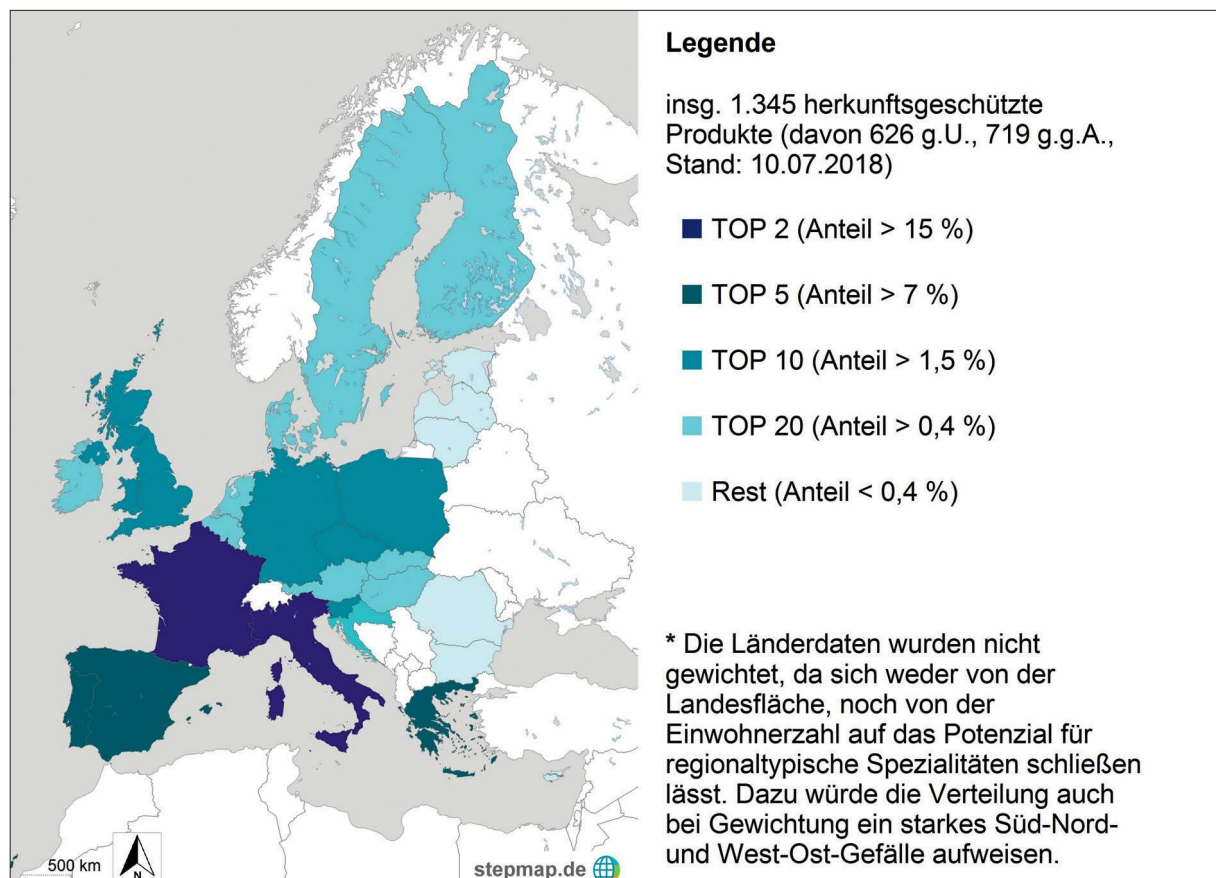 Legende
insg. 1.345 herkunftsgeschützte
Produkte (davon 626 g.U., 719 g.g.A.,
Stand: 10.07.2018)
TOP 2 (Anteil > 15 %)
TOP 5 (Anteil > 7 %)
TOP 10 (Anteil > 1,5 %)
TOP 20 (Anteil > 0,4 %)
Rest (Anteil < 0,4 %)
* Die Länderdaten wurden nicht
gewichtet, da sich weder von der
Landesfläche, noch von der
Einwohnerzahl auf das Potenzial für
regionaltypische Spezialitäten schließen
lässt. Dazu würde die Verteilung auch
bei Gewichtung ein starkes Süd-Nord-
und West-Ost-Gefälle aufweisen.
500 km
N
stepmap.de